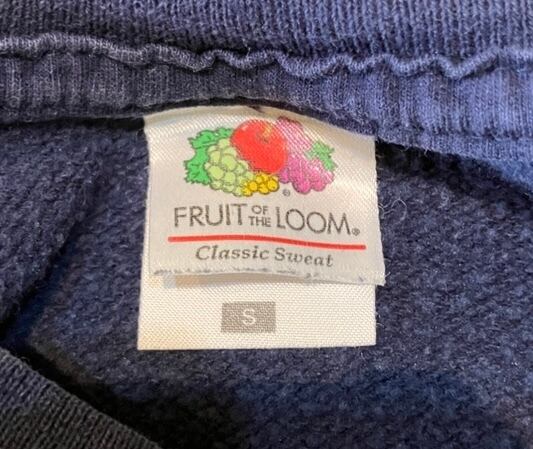 FRUIT OF THE LOOM®
Classic Sweat
S